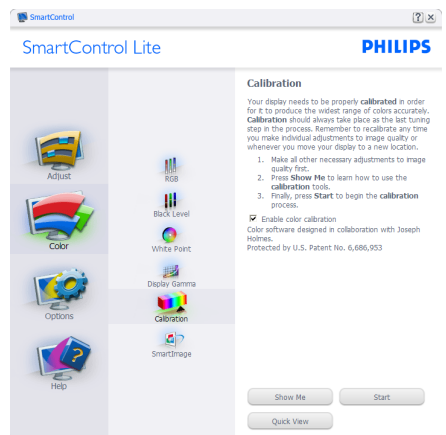 SmartControl
SmartControl Lite
PHILIPS
Adjust
Color
Options
Help
RGB
Black Level
White Point
Display Gamma
Calibration
SmartImage
Calibration
Your display needs to be properly calibrated in order
for it to produce the widest range of colors accurately.
Calibration should always take place as the last tuning
step in the process. Remember to recalibrate any time
you make individual adjustments to image quality or
whenever you move your display to a new location.
1. Make all other necessary adjustments to image
quality first.
2. Press Show Me to learn how to use the
calibration tools.
3. Finally, press Start to begin the calibration
process.
Enable color calibration
Color software designed in collaboration with Joseph
Holmes.
Protected by U.S. Patent No. 6,686,953
Show Me
Start
Quick View